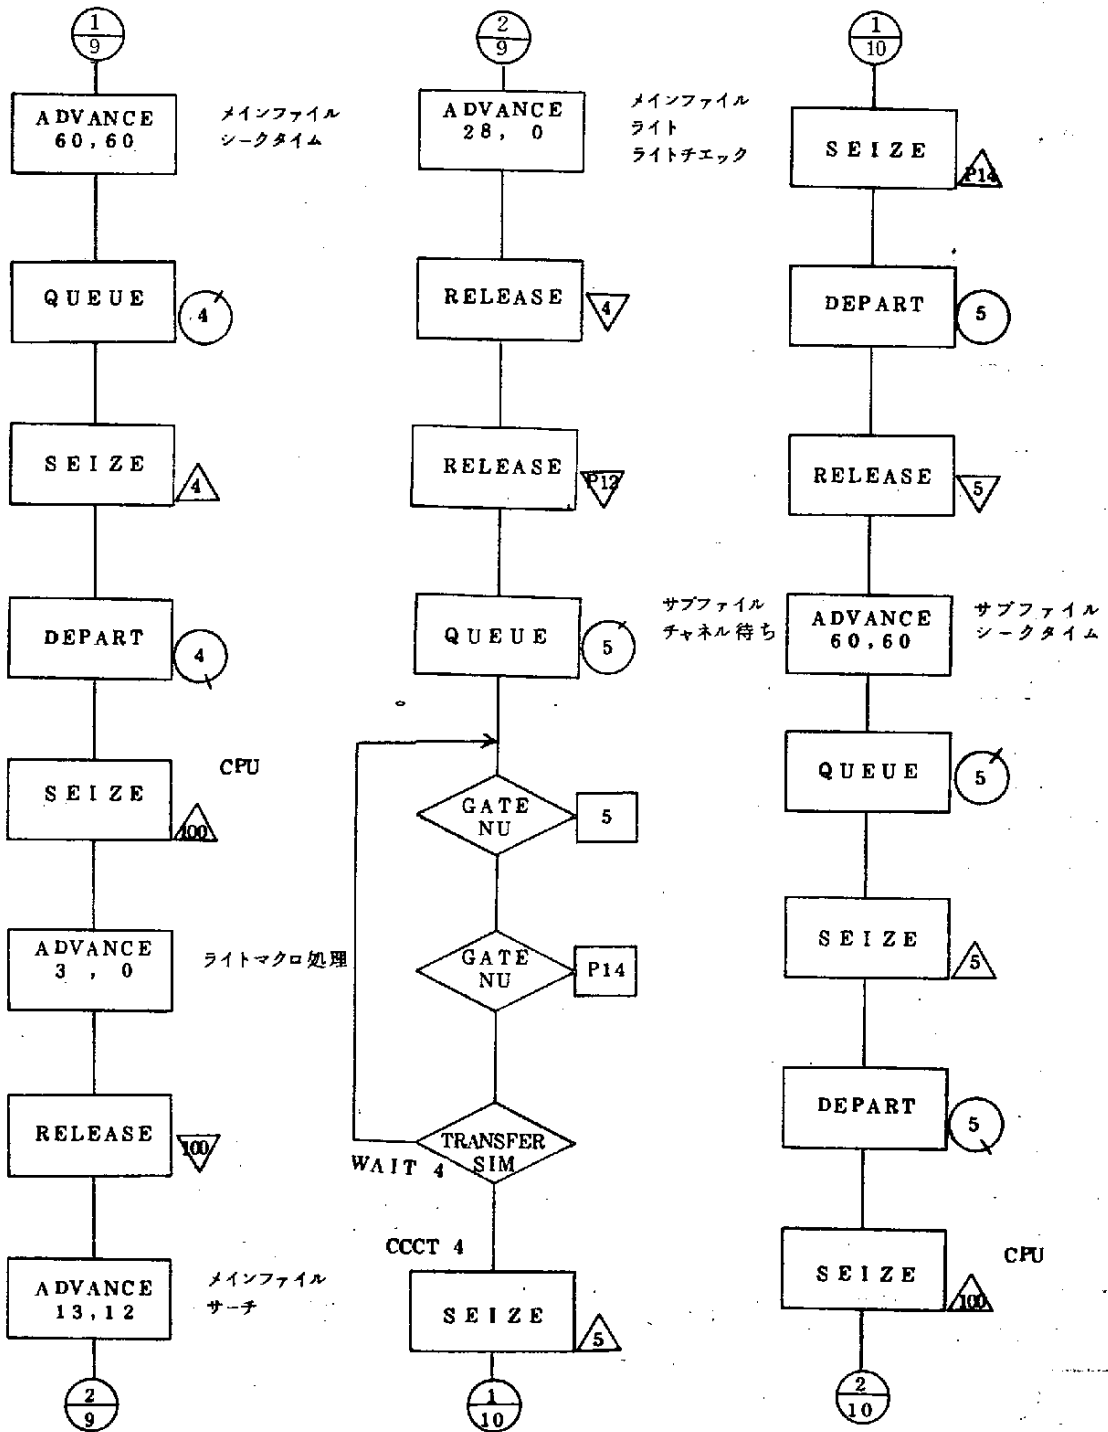 1
9
ADVANCE
60,60
メインファイル
シークタイム
QUEUE
4
SEIZE
4
DEPART
4
CPU
SEIZE
100
ADVANCE
3 , 0
ライトマクロ処理
RELEASE
100
ADVANCE
13,12
メインファイル
サーチ
2
9
2
9
ADVANCE
28, 0
メインファイル
ライト
ライトチエック
RELEASE
4
RELEASE
QUEUE
5
サブファイル
チャネル待ち
GATE
NU
5
GATE
NU
P14
TRANSFER
SIM
WAIT 4
CCCT 4
SEIZE
5
1
10
1
10
SEIZE
P14
DEPART
5
RELEASE
5
ADVANCE
60,60
サブファイル
シークタイム
QUEUE
5
SEIZE
5
DEPART
5
CPU
SEIZE
100
2
10